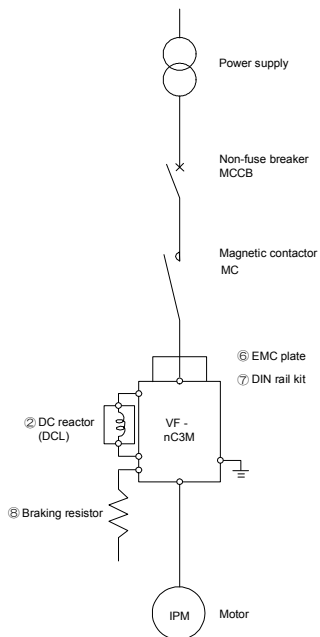 Power supply
Non-fuse breaker
MCCB
Magnetic contactor
MC
⑥ EMC plate
⑦ DIN rail kit
② DC reactor
(DCL)
VF -
nC3M
⑧ Braking resistor
IPM
Motor